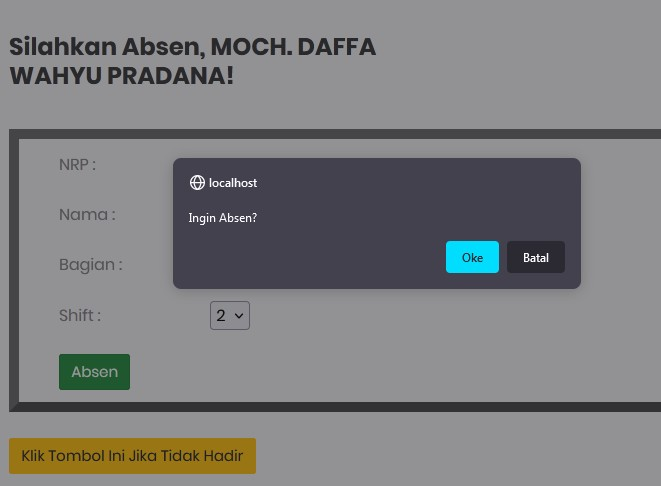 Silahkan Absen, MOCH. DAFFA
WAHYU PRADANA!
NRP :
localhost
Nama :
Ingin Absen?
Oke
Batal
Bagian :
Shift :
2
Absen
Klik Tombol Ini Jika Tidak Hadir